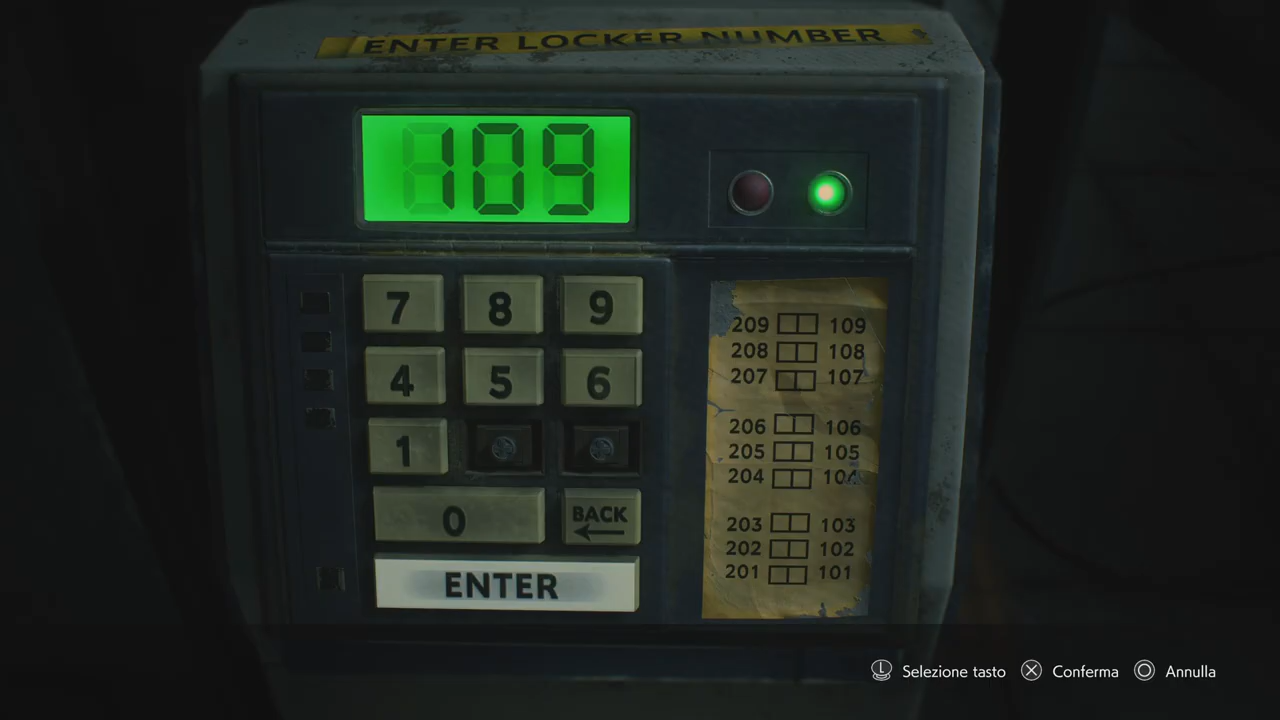 ENTER LOCKER NUMBER
109
7 8 9
4 5 6
1
0 BACK
ENTER
209 109
208 108
207 107
206 106
205 105
204 104
203 103
202 102
201 101
L Selezione tasto Conferma Annulla